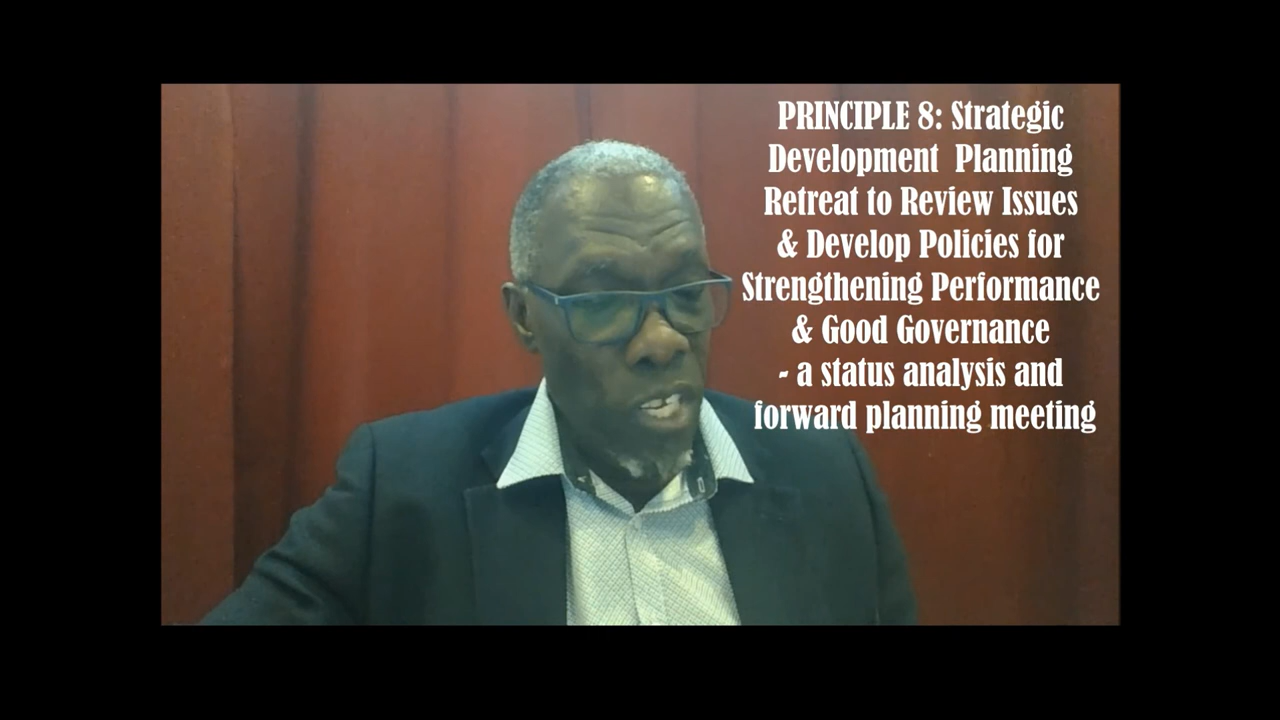 PRINCIPLE 8: Strategic
Development Planning
Retreat to Review Issues
& Develop Policies for
Strengthening Performance
& Good Governance
- a status analysis and
forward planning meeting